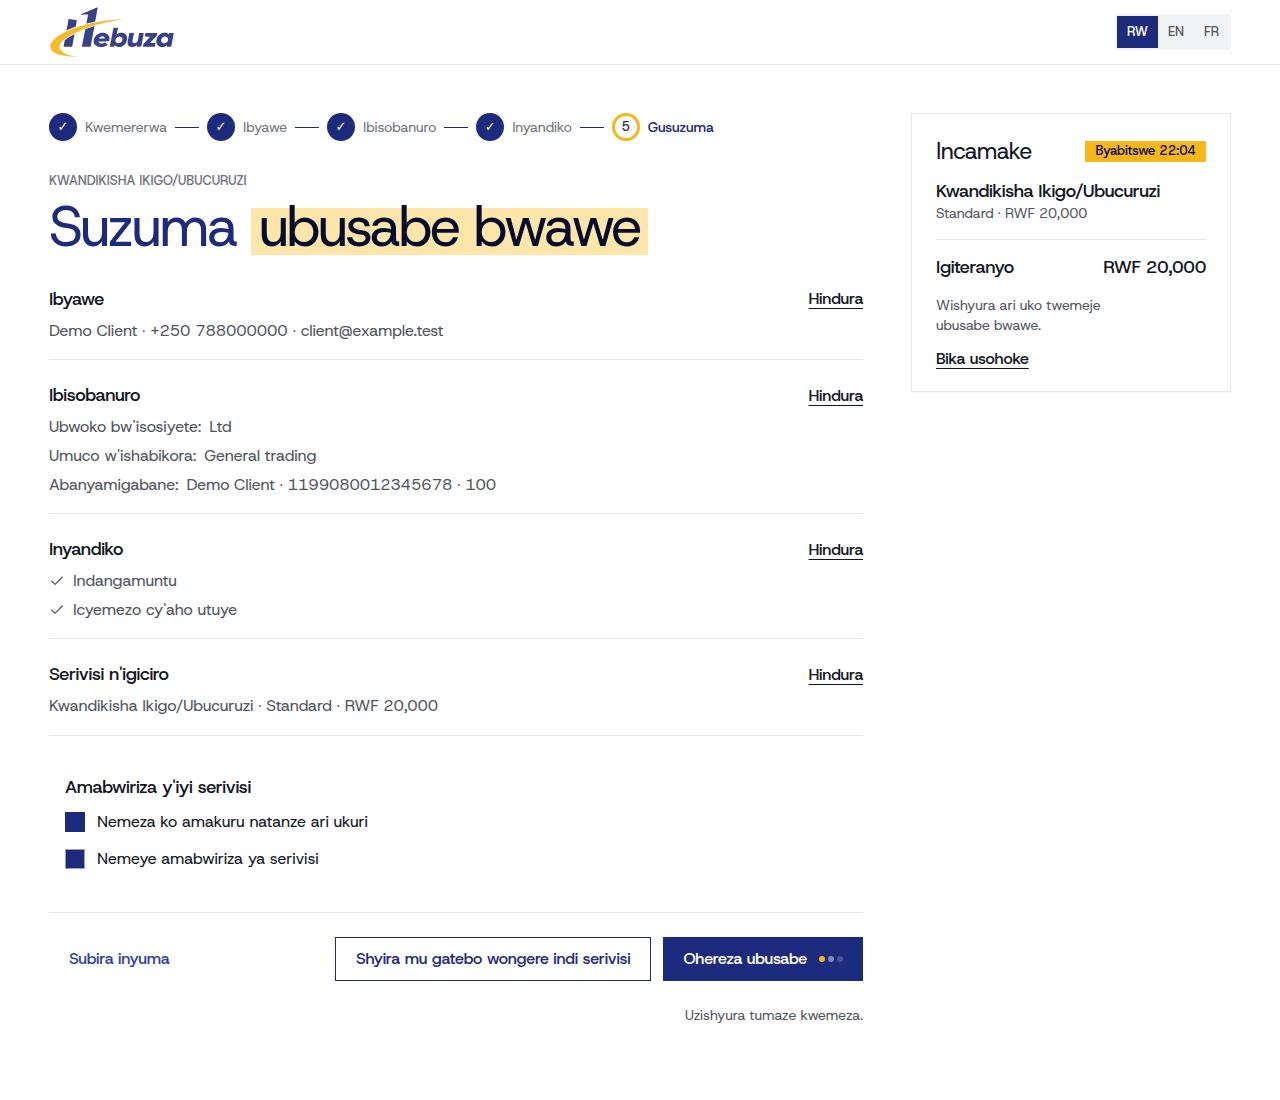 Hebuza
RW EN FR
✓ Kwemererwa ✓ Ibyawe ✓ Ibisobanuro ✓ Inyandiko 5 Gusuzuma
KWANDIKISHA IKIGO/UBUCURUZI
Suzuma ubusabe bwawe
Ibyawe
Hindura
Demo Client · +250 788000000 · client@example.test
Ibisobanuro
Hindura
Ubwoko bw'isosiyete: Ltd
Umuco w'ishabikora: General trading
Abanyamigabane: Demo Client · 1199080012345678 · 100
Inyandiko
Hindura
✓ Indangamuntu
✓ Icyemezo cy'aho utuye
Serivisi n'igiciro
Hindura
Kwandikisha Ikigo/Ubucuruzi · Standard · RWF 20,000
Amabwiriza y'iyi serivisi
Nemeza ko amakuru natanze ari ukuri
Nemeye amabwiriza ya serivisi
Subira inyuma
Shyira mu gatebo wongere indi serivisi
Ohereza ubusabe
Uzishyura tumaze kwemeza.
Incamake
Byabitswe 22:04
Kwandikisha Ikigo/Ubucuruzi
Standard · RWF 20,000
Igiteranyo RWF 20,000
Wishyura ari uko twemeje
ubusabe bwawe.
Bika usohoke